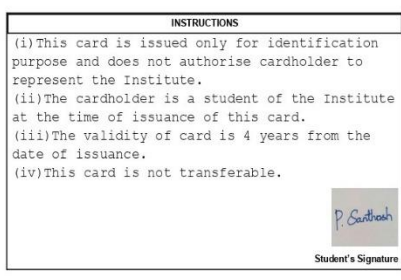 INSTRUCTIONS
(i)This card is issued only for identification
purpose and does not authorise cardholder to
represent the Institute.
(ii)The cardholder is a student of the Institute
at the time of issuance of this card.
(iii)The validity of card is 4 years from the
date of issuance.
(iv)This card is not transferable.
P. Santhosh
Student's Signature